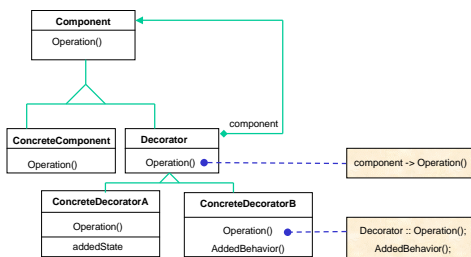 Component
Operation()
component
ConcreteComponent
Operation()
Decorator
Operation()
component -> Operation()
ConcreteDecoratorA
Operation()
addedState
ConcreteDecoratorB
Operation()
AddedBehavior()
Decorator :: Operation();
AddedBehavior();